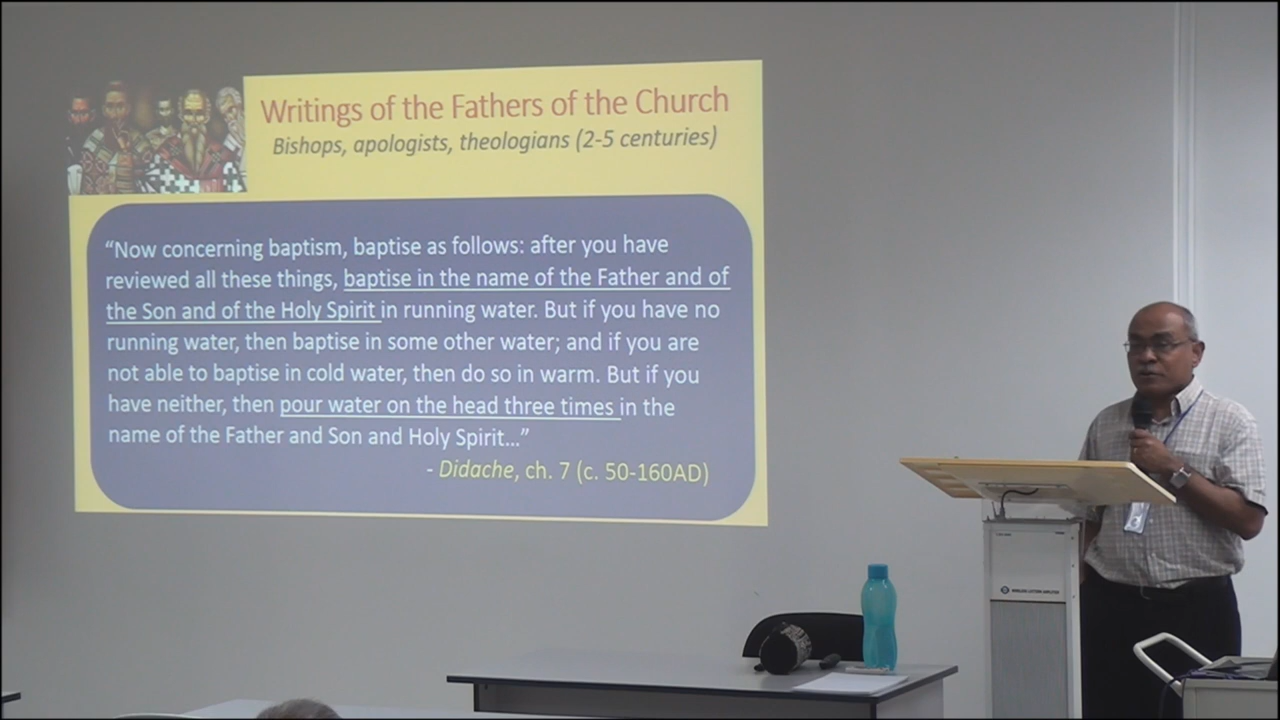 Writings of the Fathers of the Church
Bishops, apologists, theologians (2-5 centuries)
“Now concerning baptism, baptise as follows: after you have
reviewed all these things, baptise in the name of the Father and of
the Son and of the Holy Spirit in running water. But if you have no
running water, then baptise in some other water; and if you are
not able to baptise in cold water, then do so in warm. But if you
have neither, then pour water on the head three times in the
name of the Father and Son and Holy Spirit...”
- Didache, ch. 7 (c. 50-160AD)